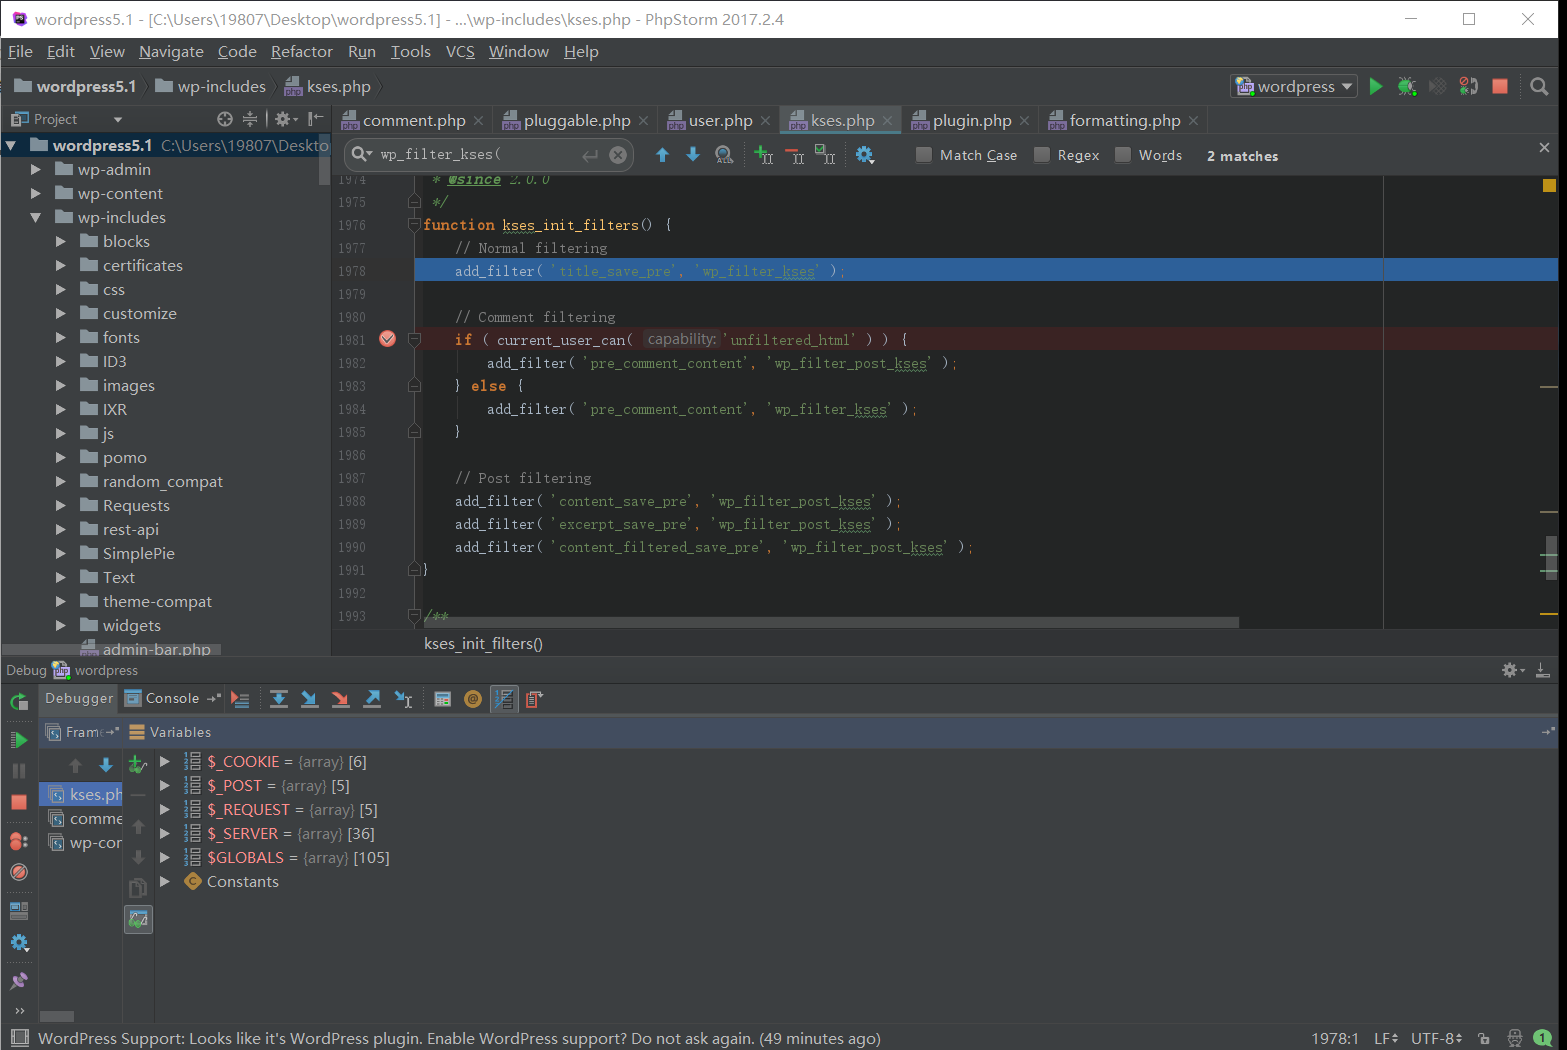 wordpress5.1 - [C:\Users\19807\Desktop\wordpress5.1] - ...\wp-includes\kses.php - PhpStorm 2017.2.4
File Edit View Navigate Code Refactor Run Tools VCS Window Help
wordpress5.1 wp-includes kses.php
wordpress
Project
comment.php pluggable.php user.php kses.php plugin.php formatting.php
wordpress5.1 C:\Users\19807\Deskto
wp_filter_kses(
Match Case Regex Words 2 matches
wp-admin
wp-content
wp-includes
blocks
certificates
css
customize
fonts
ID3
images
IXR
js
pomo
random_compat
Requests
rest-api
SimplePie
Text
theme-compat
widgets
admin-bar.php
1974 * @since 2.0.0
1975 */
1976 function kses_init_filters() {
1977 // Normal filtering
1978 add_filter( 'title_save_pre', 'wp_filter_kses' );
1979
1980 // Comment filtering
1981 if ( current_user_can( capability: 'unfiltered_html' ) ) {
1982 add_filter( 'pre_comment_content', 'wp_filter_post_kses' );
1983 } else {
1984 add_filter( 'pre_comment_content', 'wp_filter_kses' );
1985 }
1986
1987 // Post filtering
1988 add_filter( 'content_save_pre', 'wp_filter_post_kses' );
1989 add_filter( 'excerpt_save_pre', 'wp_filter_post_kses' );
1990 add_filter( 'content_filtered_save_pre', 'wp_filter_post_kses' );
1991 }
1992
1993 /**
kses_init_filters()
Debug wordpress
Debugger Console
Fram Variables
kses.ph
comme
wp-cor
$_COOKIE = {array} [6]
$_POST = {array} [5]
$_REQUEST = {array} [5]
$_SERVER = {array} [36]
$GLOBALS = {array} [105]
Constants
WordPress Support: Looks like it's WordPress plugin. Enable WordPress support? Do not ask again. (49 minutes ago)
1978:1 LF UTF-8 1